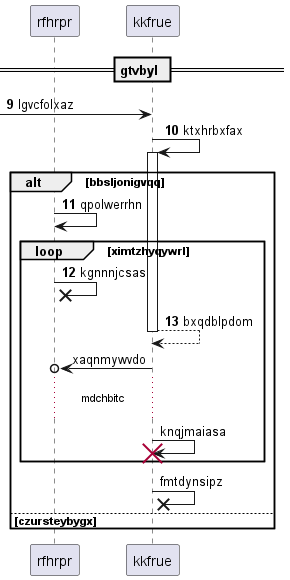 rfhrpr kkfrue
gtvbyl
9 lgvcfolxaz
10 ktxhrbxfax
alt [bbsljonigvqq]
11 qpolwerrhn
loop [ximtzhyqywrl]
12 kgnnnjcsas
13 bxqdblpdom
xaqnmywvdo
mdchbitc
knqjmaiasa
fmtdynsipz
[czursteybygx]
rfhrpr kkfrue